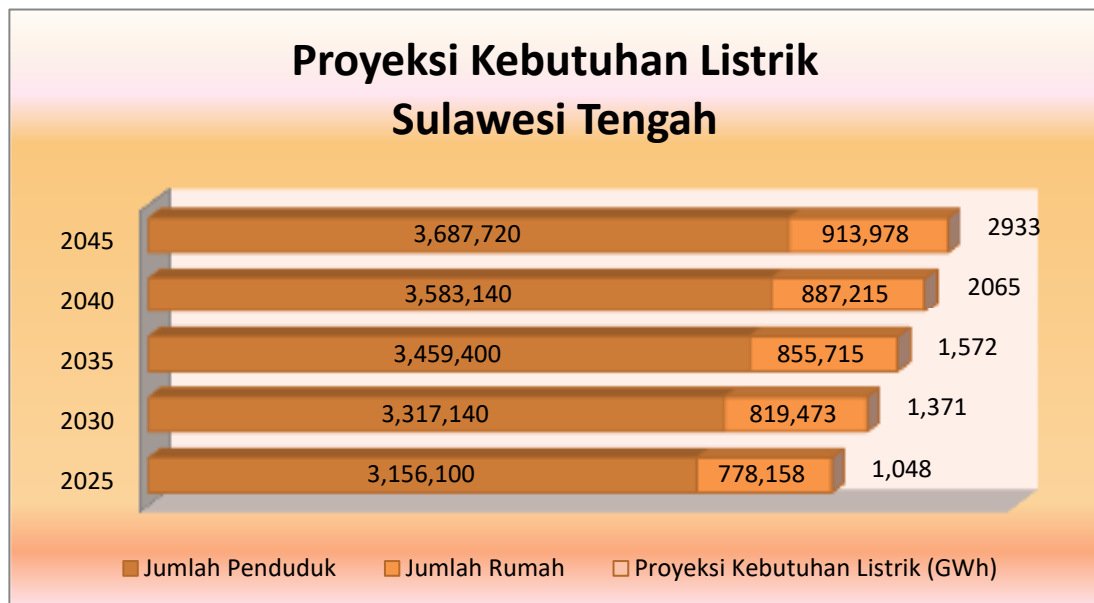 Proyeksi Kebutuhan Listrik
Sulawesi Tengah
2045 3,687,720 913,978 2933
2040 3,583,140 887,215 2065
2035 3,459,400 855,715 1,572
2030 3,317,140 819,473 1,371
2025 3,156,100 778,158 1,048
Jumlah Penduduk Jumlah Rumah Proyeksi Kebutuhan Listrik (GWh)